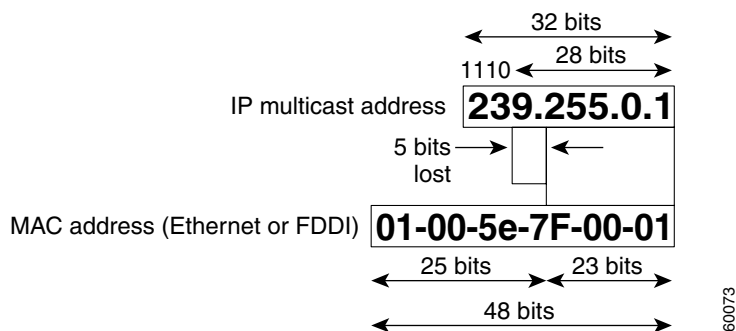 32 bits
28 bits
1110
IP multicast address
239.255.0.1
5 bits
lost
MAC address (Ethernet or FDDI)
01-00-5e-7F-00-01
25 bits
23 bits
48 bits
60073